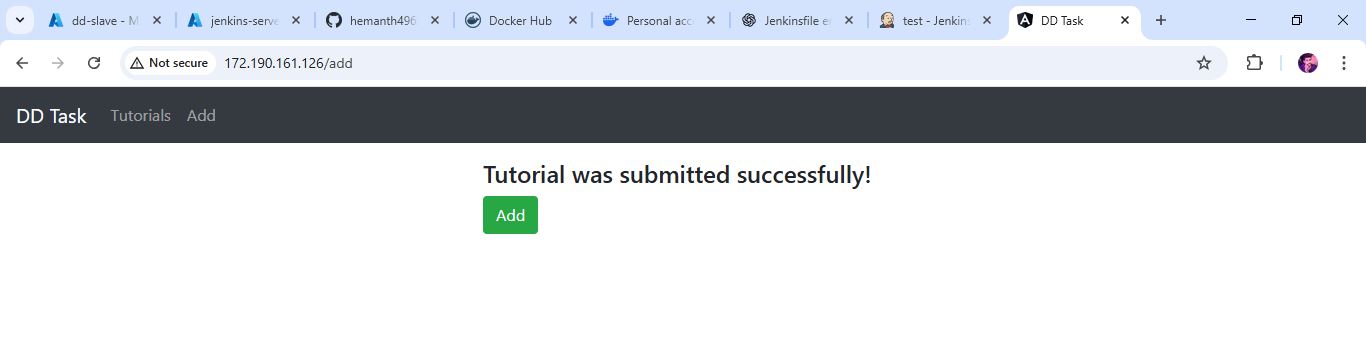 dd-slave - M
jenkins-serve
hemanth496
Docker Hub
Personal acc
Jenkinsfile er
test - Jenkins
DD Task
Not secure
172.190.161.126/add
DD Task
Tutorials
Add
Tutorial was submitted successfully!
Add